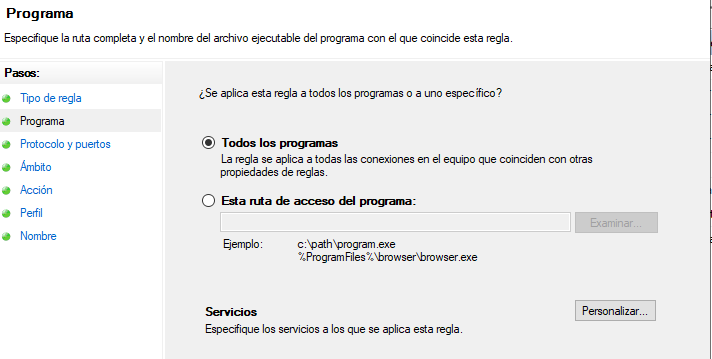 Programa
Especifique la ruta completa y el nombre del archivo ejecutable del programa con el que coincide esta regla.
Pasos:
Tipo de regla
Programa
Protocolo y puertos
Ámbito
Acción
Perfil
Nombre
¿Se aplica esta regla a todos los programas o a uno específico?
Todos los programas
La regla se aplica a todas las conexiones en el equipo que coinciden con otras
propiedades de reglas.
Esta ruta de acceso del programa:
Examinar...
Ejemplo: c:\path\program.exe
%ProgramFiles%\browser\browser.exe
Servicios
Personalizar...
Especifique los servicios a los que se aplica esta regla.